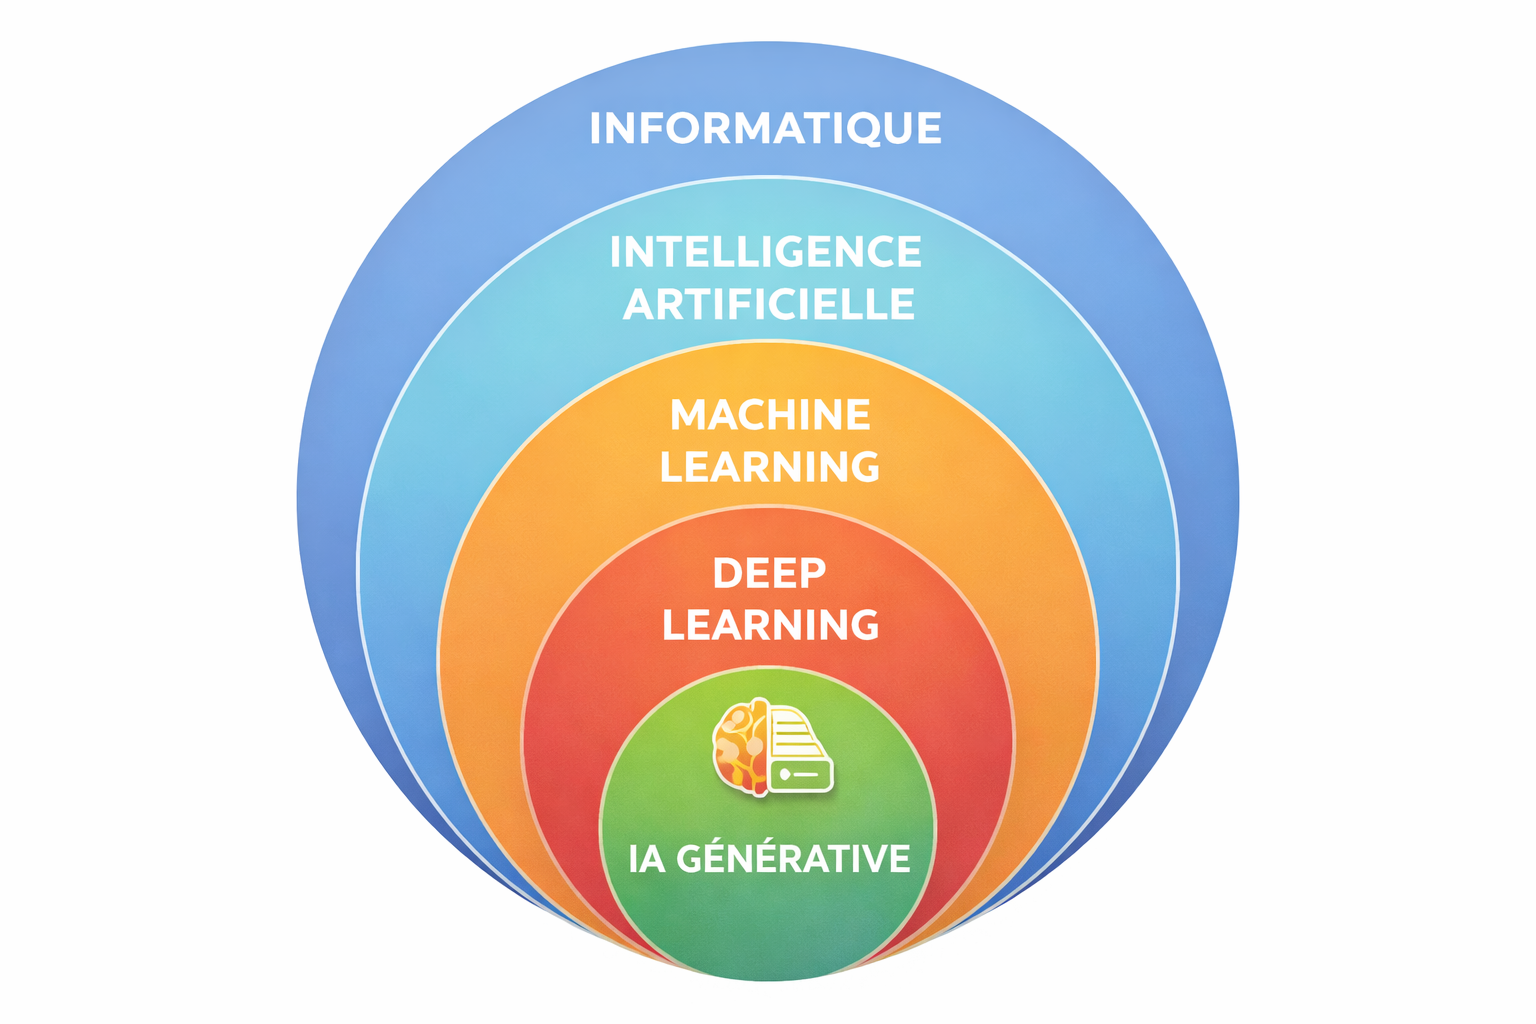 INFORMATIQUE
INTELLIGENCE
ARTIFICIELLE
MACHINE
LEARNING
DEEP
LEARNING
IA GÉNÉRATIVE